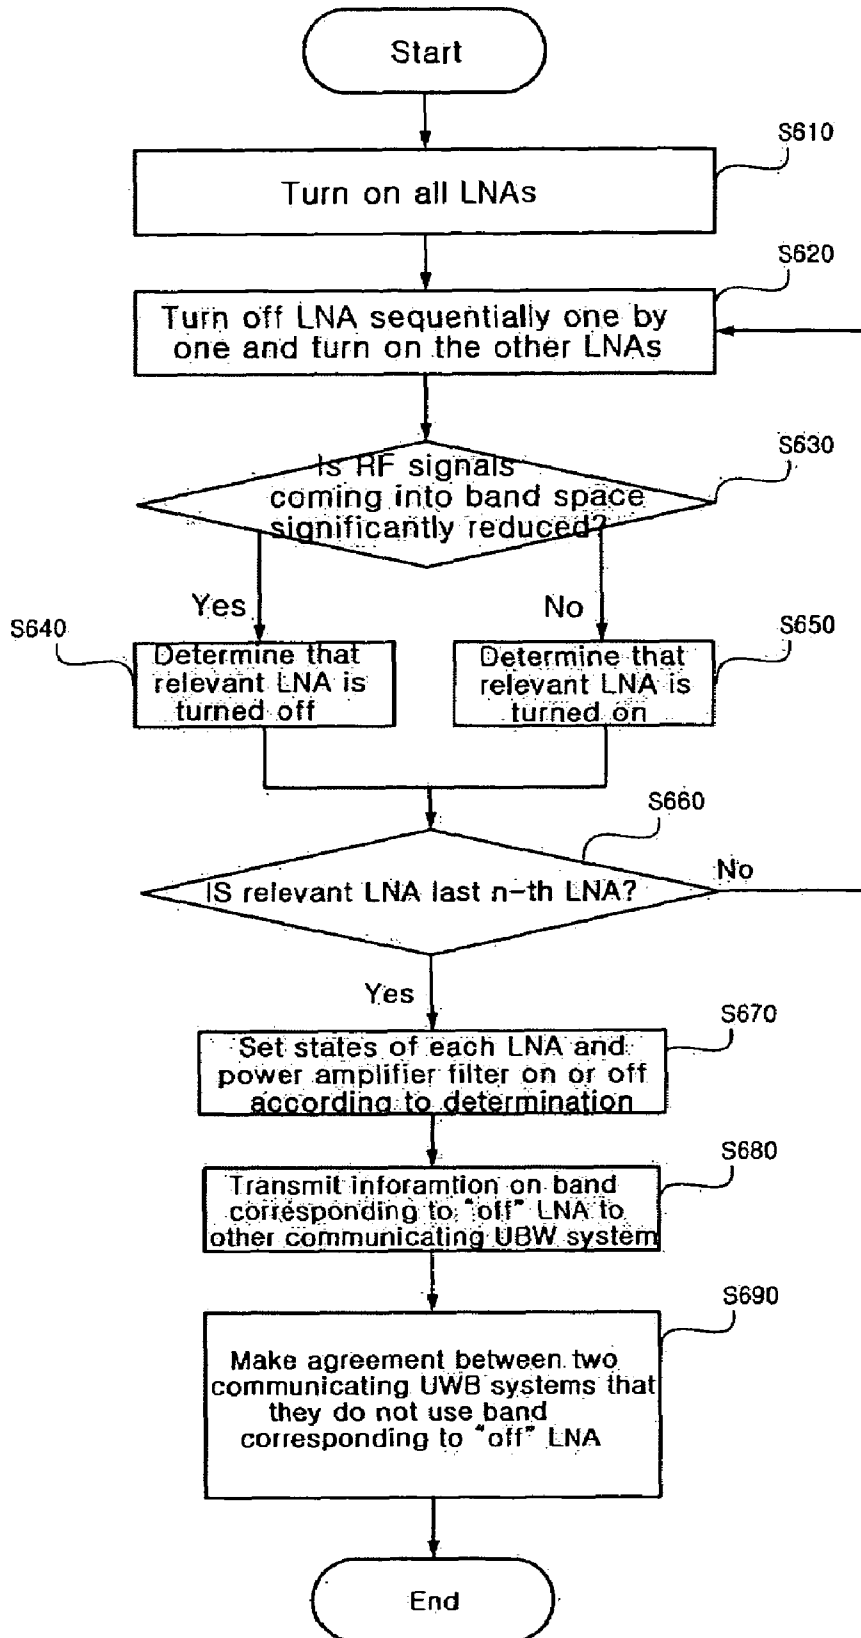 Start
S610
Turn on all LNAs
S620
Turn off LNA sequentially one by
one and turn on the other LNAs
S630
Is RF signals
coming into band space
significantly reduced?
Yes
No
S640
Determine that
relevant LNA is
turned off
S650
Determine that
relevant LNA is
turned on
S660
IS relevant LNA last n-th LNA?
No
Yes
S670
Set states of each LNA and
power amplifier filter on or off
according to determination
S680
Transmit inforamtion on band
corresponding to "off" LNA to
other communicating UBW system
S690
Make agreement between two
communicating UWB systems that
they do not use band
corresponding to "off" LNA
End